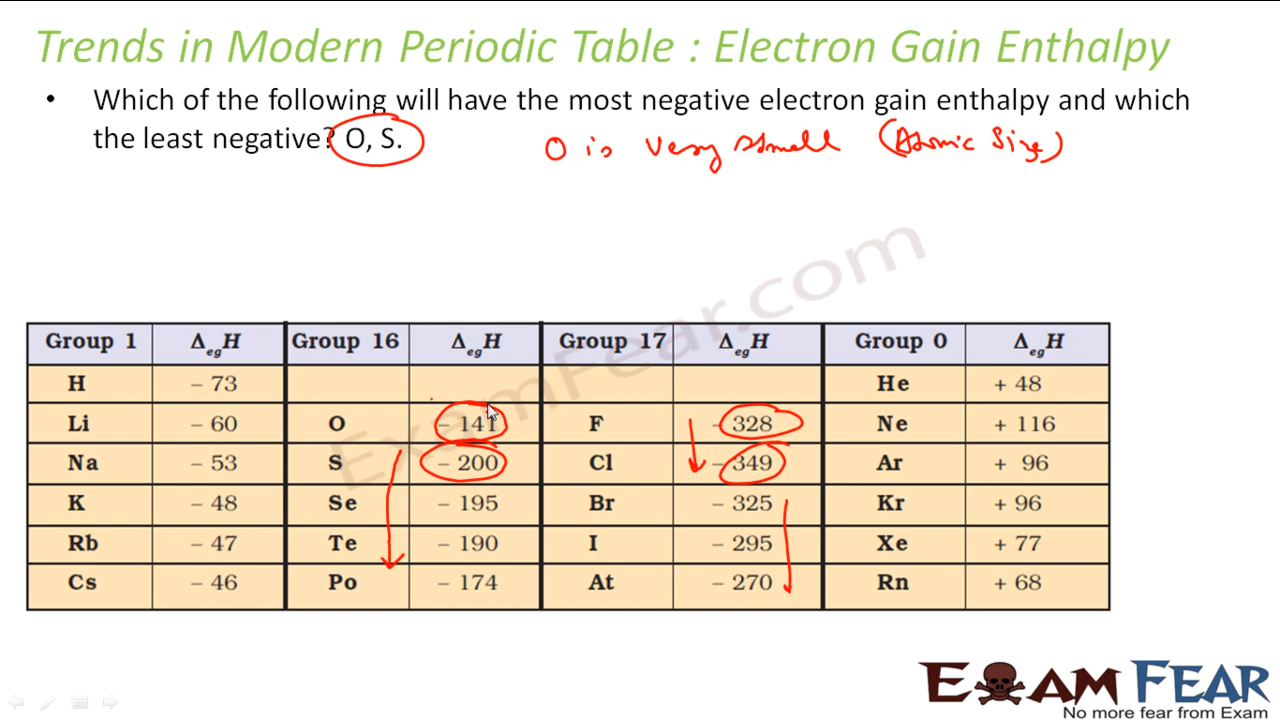 Trends in Modern Periodic Table : Electron Gain Enthalpy
• Which of the following will have the most negative electron gain enthalpy and which
the least negative? O, S.
O is very small (Atomic Size)
ExamFear.com
Group 1 ΔegH Group 16 ΔegH Group 17 ΔegH Group 0 ΔegH
H – 73 He + 48
Li – 60 O – 141 F – 328 Ne + 116
Na – 53 S – 200 Cl – 349 Ar + 96
K – 48 Se – 195 Br – 325 Kr + 96
Rb – 47 Te – 190 I – 295 Xe + 77
Cs – 46 Po – 174 At – 270 Rn + 68
EXAM FEAR
No more fear from Exam